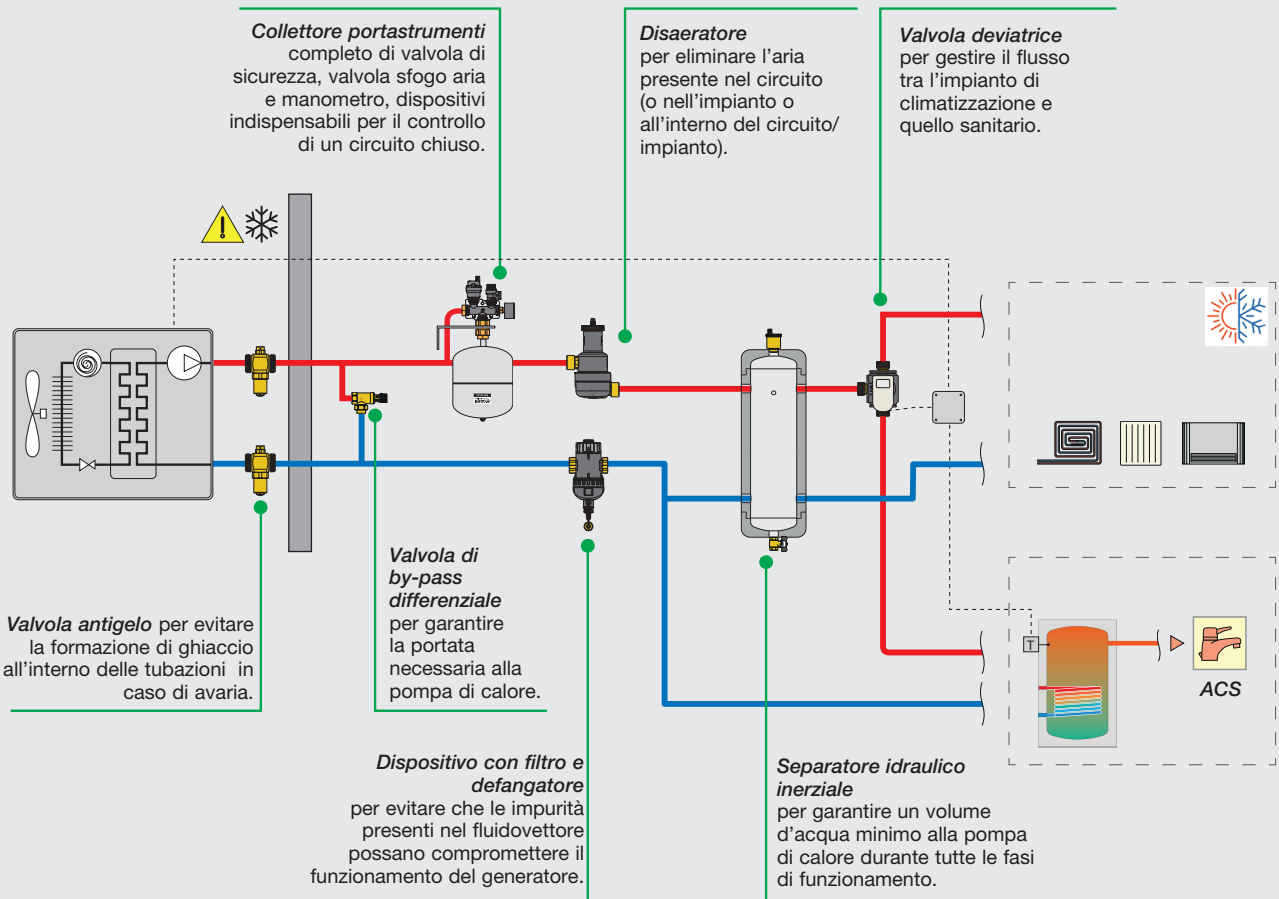 Collettore portastrumenti
completo di valvola di
sicurezza, valvola sfogo aria
e manometro, dispositivi
indispensabili per il controllo
di un circuito chiuso.
Disaeratore
per eliminare l'aria
presente nel circuito
(o nell'impianto o
all'interno del circuito/
impianto).
Valvola deviatrice
per gestire il flusso
tra l'impianto di
climatizzazione e
quello sanitario.
Valvola antigelo per evitare
la formazione di ghiaccio
all'interno delle tubazioni in
caso di avaria.
Valvola di
by-pass
differenziale
per garantire
la portata
necessaria alla
pompa di calore.
T
ACS
Dispositivo con filtro e
defangatore
per evitare che le impurità
presenti nel fluidovettore
possano compromettere il
funzionamento del generatore.
Separatore idraulico
inerziale
per garantire un volume
d'acqua minimo alla pompa
di calore durante tutte le fasi
di funzionamento.